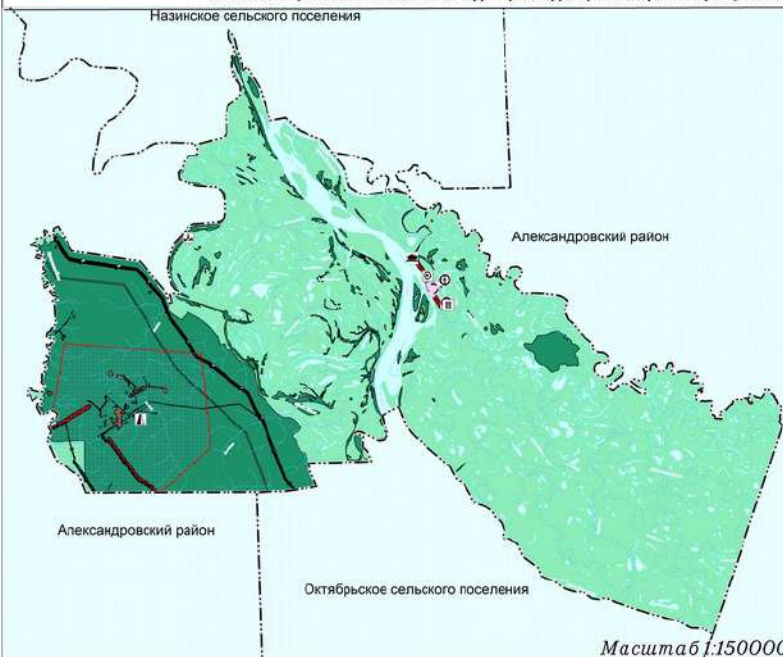 Назинское сельского поселения
Александровский район
Александровский район
Октябрьское сельского поселения
Масштаб 1:150000